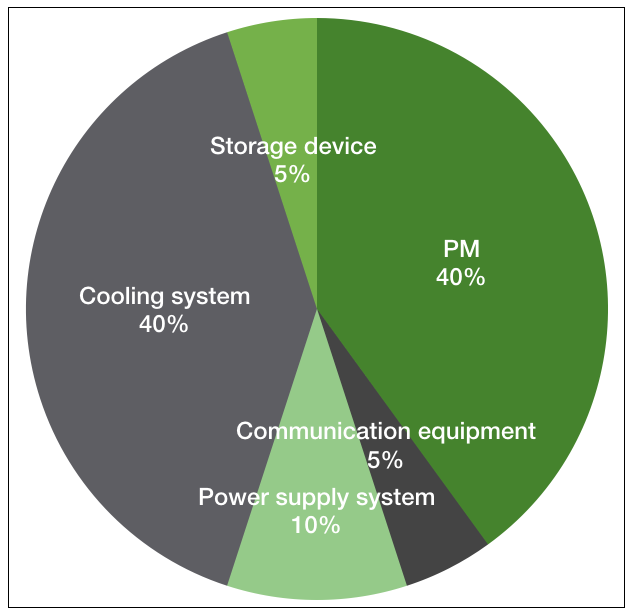 Storage device
5%
PM
40%
Cooling system
40%
Communication equipment
5%
Power supply system
10%